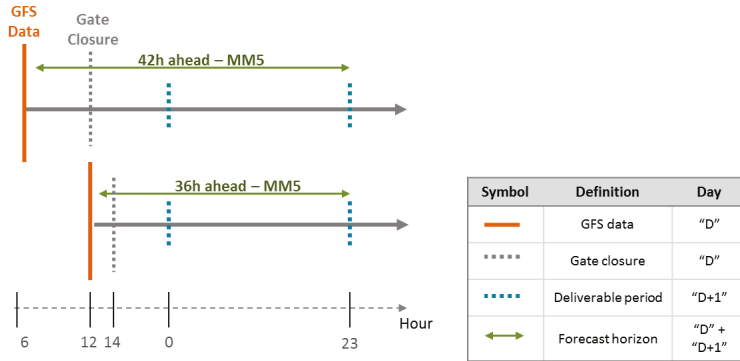 GFS
Data
Gate
Closure
42h ahead – MM5
36h ahead – MM5
6
12
14
0
23
Hour
Symbol Definition Day
GFS data “D”
Gate closure “D”
Deliverable period “D+1”
Forecast horizon “D” +
“D+1”